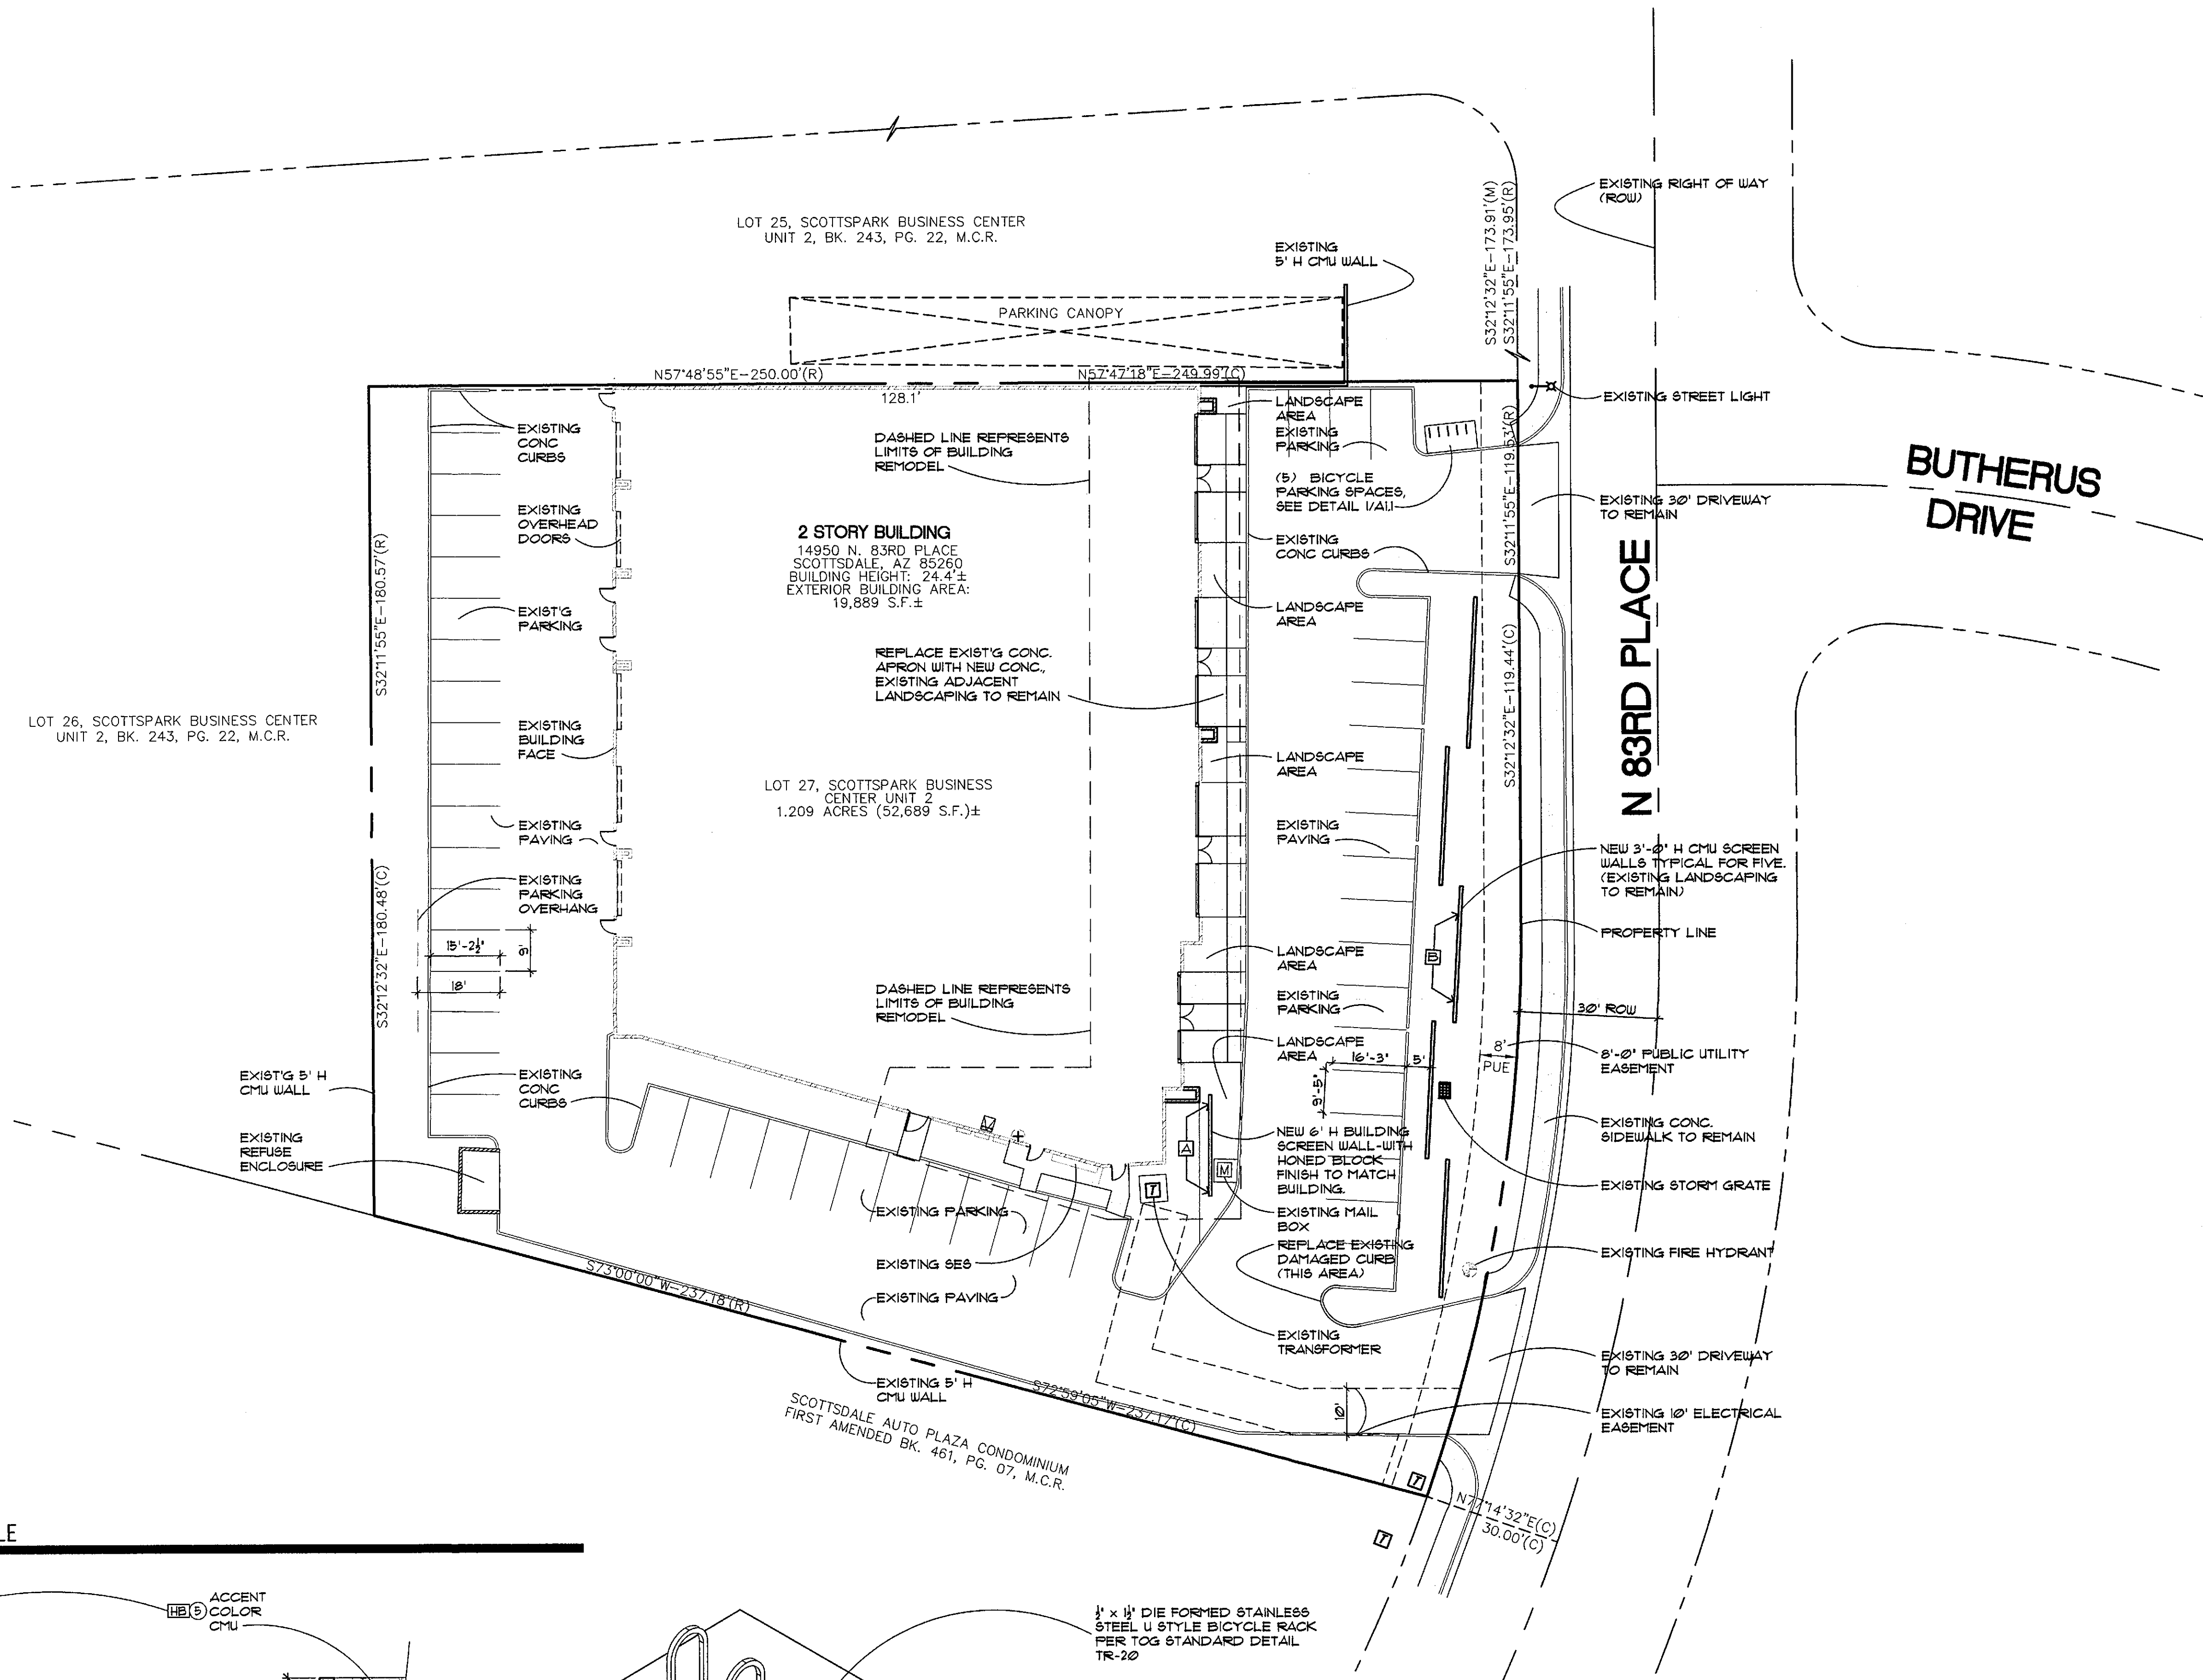 LOT 25, SCOTTSPARK BUSINESS CENTER
UNIT 2, BK. 243, PG. 22, M.C.R.
EXISTING
5' H CMU WALL
S32°12'32"E-173.91'(M)
S32°11'55"E-173.95'(R)
EXISTING RIGHT OF WAY
(ROW)
PARKING CANOPY
N57°48'55"E-250.00'(R)
N57°47'18"E-249.99'(C)
128.1'
EXISTING STREET LIGHT
EXISTING
CONC
CURBS
DASHED LINE REPRESENTS
LIMITS OF BUILDING
REMODEL
LANDSCAPE
AREA
EXISTING
PARKING
(5) BICYCLE
PARKING SPACES,
SEE DETAIL 1/A1.1
S32°11'55"E-119.53'(R)
BUTHERUS
DRIVE
EXISTING 30' DRIVEWAY
TO REMAIN
EXISTING
OVERHEAD
DOORS
2 STORY BUILDING
14950 N. 83RD PLACE
SCOTTSDALE, AZ 85260
BUILDING HEIGHT: 24.4'±
EXTERIOR BUILDING AREA:
19,889 S.F.±
EXISTING
CONC CURBS
S32°11'55"E-180.57'(R)
EXIST'G
PARKING
LANDSCAPE
AREA
N 83RD PLACE
REPLACE EXIST'G CONC.
APRON WITH NEW CONC.,
EXISTING ADJACENT
LANDSCAPING TO REMAIN
S32°12'32"E-119.44'(C)
LOT 26, SCOTTSPARK BUSINESS CENTER
UNIT 2, BK. 243, PG. 22, M.C.R.
EXISTING
BUILDING
FACE
LANDSCAPE
AREA
LOT 27, SCOTTSPARK BUSINESS
CENTER UNIT 2
1.209 ACRES (52,689 S.F.)±
EXISTING
PAVING
EXISTING
PAVING
NEW 3'-0" H CMU SCREEN
WALLS TYPICAL FOR FIVE.
(EXISTING LANDSCAPING
TO REMAIN)
S32°12'32"E-180.48'(C)
EXISTING
PARKING
OVERHANG
15'-2½"
9'
18'
PROPERTY LINE
LANDSCAPE
AREA
B
DASHED LINE REPRESENTS
LIMITS OF BUILDING
REMODEL
EXISTING
PARKING
30' ROW
LANDSCAPE
AREA
16'-3"
5'
8'
PUE
8'-0" PUBLIC UTILITY
EASEMENT
9'-5"
EXIST'G 5' H
CMU WALL
EXISTING
CONC
CURBS
EXISTING
REFUSE
ENCLOSURE
A
M
T
NEW 6' H BUILDING
SCREEN WALL-WITH
HONED BLOCK
FINISH TO MATCH
BUILDING.
EXISTING CONC.
SIDEWALK TO REMAIN
EXISTING STORM GRATE
EXISTING PARKING
EXISTING MAIL
BOX
REPLACE EXISTING
DAMAGED CURB
(THIS AREA)
EXISTING FIRE HYDRANT
EXISTING SES
S73°00'00"W-237.18'(R)
EXISTING PAVING
EXISTING
TRANSFORMER
EXISTING 30' DRIVEWAY
TO REMAIN
EXISTING 5' H
CMU WALL
S72°59'05"W-237.17'(C)
10'
EXISTING 10' ELECTRICAL
EASEMENT
SCOTTSDALE AUTO PLAZA CONDOMINIUM
FIRST AMENDED BK. 461, PG. 07, M.C.R.
T
N77°14'32"E(C)
30.00'(C)
T
LE
HB 5 ACCENT
COLOR
CMU
½" x 1½" DIE FORMED STAINLESS
STEEL U STYLE BICYCLE RACK
PER TOG STANDARD DETAIL
TR-20